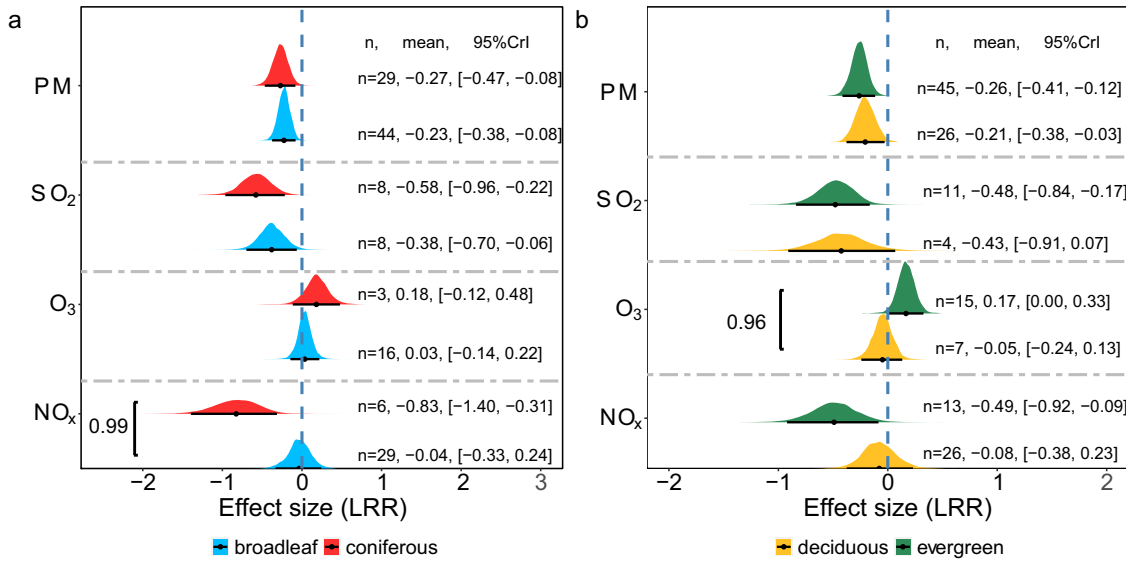 a
n, mean, 95%CrI
PM
n=29, −0.27, [−0.47, −0.08]
n=44, −0.23, [−0.38, −0.08]
SO2
n=8, −0.58, [−0.96, −0.22]
n=8, −0.38, [−0.70, −0.06]
O3
n=3, 0.18, [−0.12, 0.48]
n=16, 0.03, [−0.14, 0.22]
NOx
0.99
n=6, −0.83, [−1.40, −0.31]
n=29, −0.04, [−0.33, 0.24]
−2 −1 0 1 2 3
Effect size (LRR)
broadleaf coniferous
b
n, mean, 95%CrI
PM
n=45, −0.26, [−0.41, −0.12]
n=26, −0.21, [−0.38, −0.03]
SO2
n=11, −0.48, [−0.84, −0.17]
n=4, −0.43, [−0.91, 0.07]
O3
0.96
n=15, 0.17, [0.00, 0.33]
n=7, −0.05, [−0.24, 0.13]
NOx
n=13, −0.49, [−0.92, −0.09]
n=26, −0.08, [−0.38, 0.23]
−2 −1 0 1 2
Effect size (LRR)
deciduous evergreen